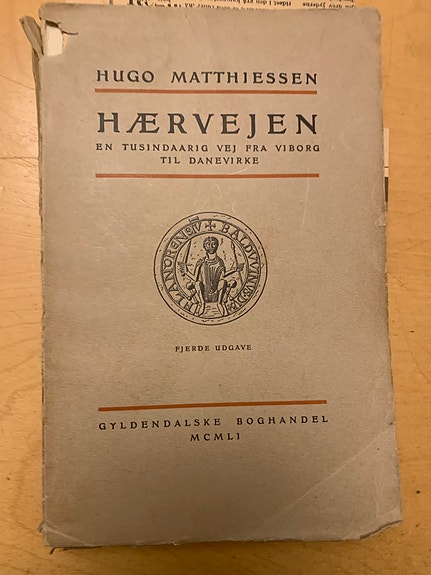 HUGO MATTHIESSEN
HÆRVEJEN
EN TUSINDAARIG VEJ FRA VIBORG
TIL DANEVIRKE
FJERDE UDGAVE
GYLDENDALSKE BOGHANDEL
MCMLI